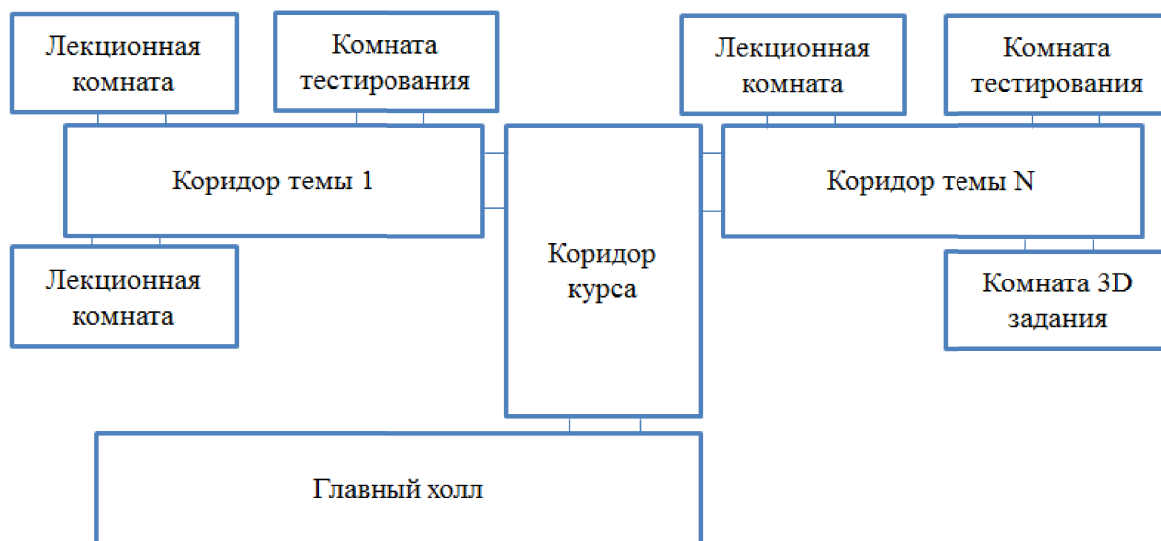 Лекционная
комната
Комната
тестирования
Лекционная
комната
Комната
тестирования
Коридор темы 1
Коридор темы N
Коридор
курса
Лекционная
комната
Комната 3D
задания
Главный холл